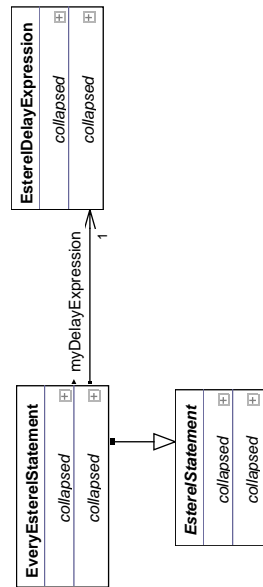 EsterelDelayExpression
collapsed
collapsed
myDelayExpression
1
EveryEsterelStatement
collapsed
collapsed
EsterelStatement
collapsed
collapsed